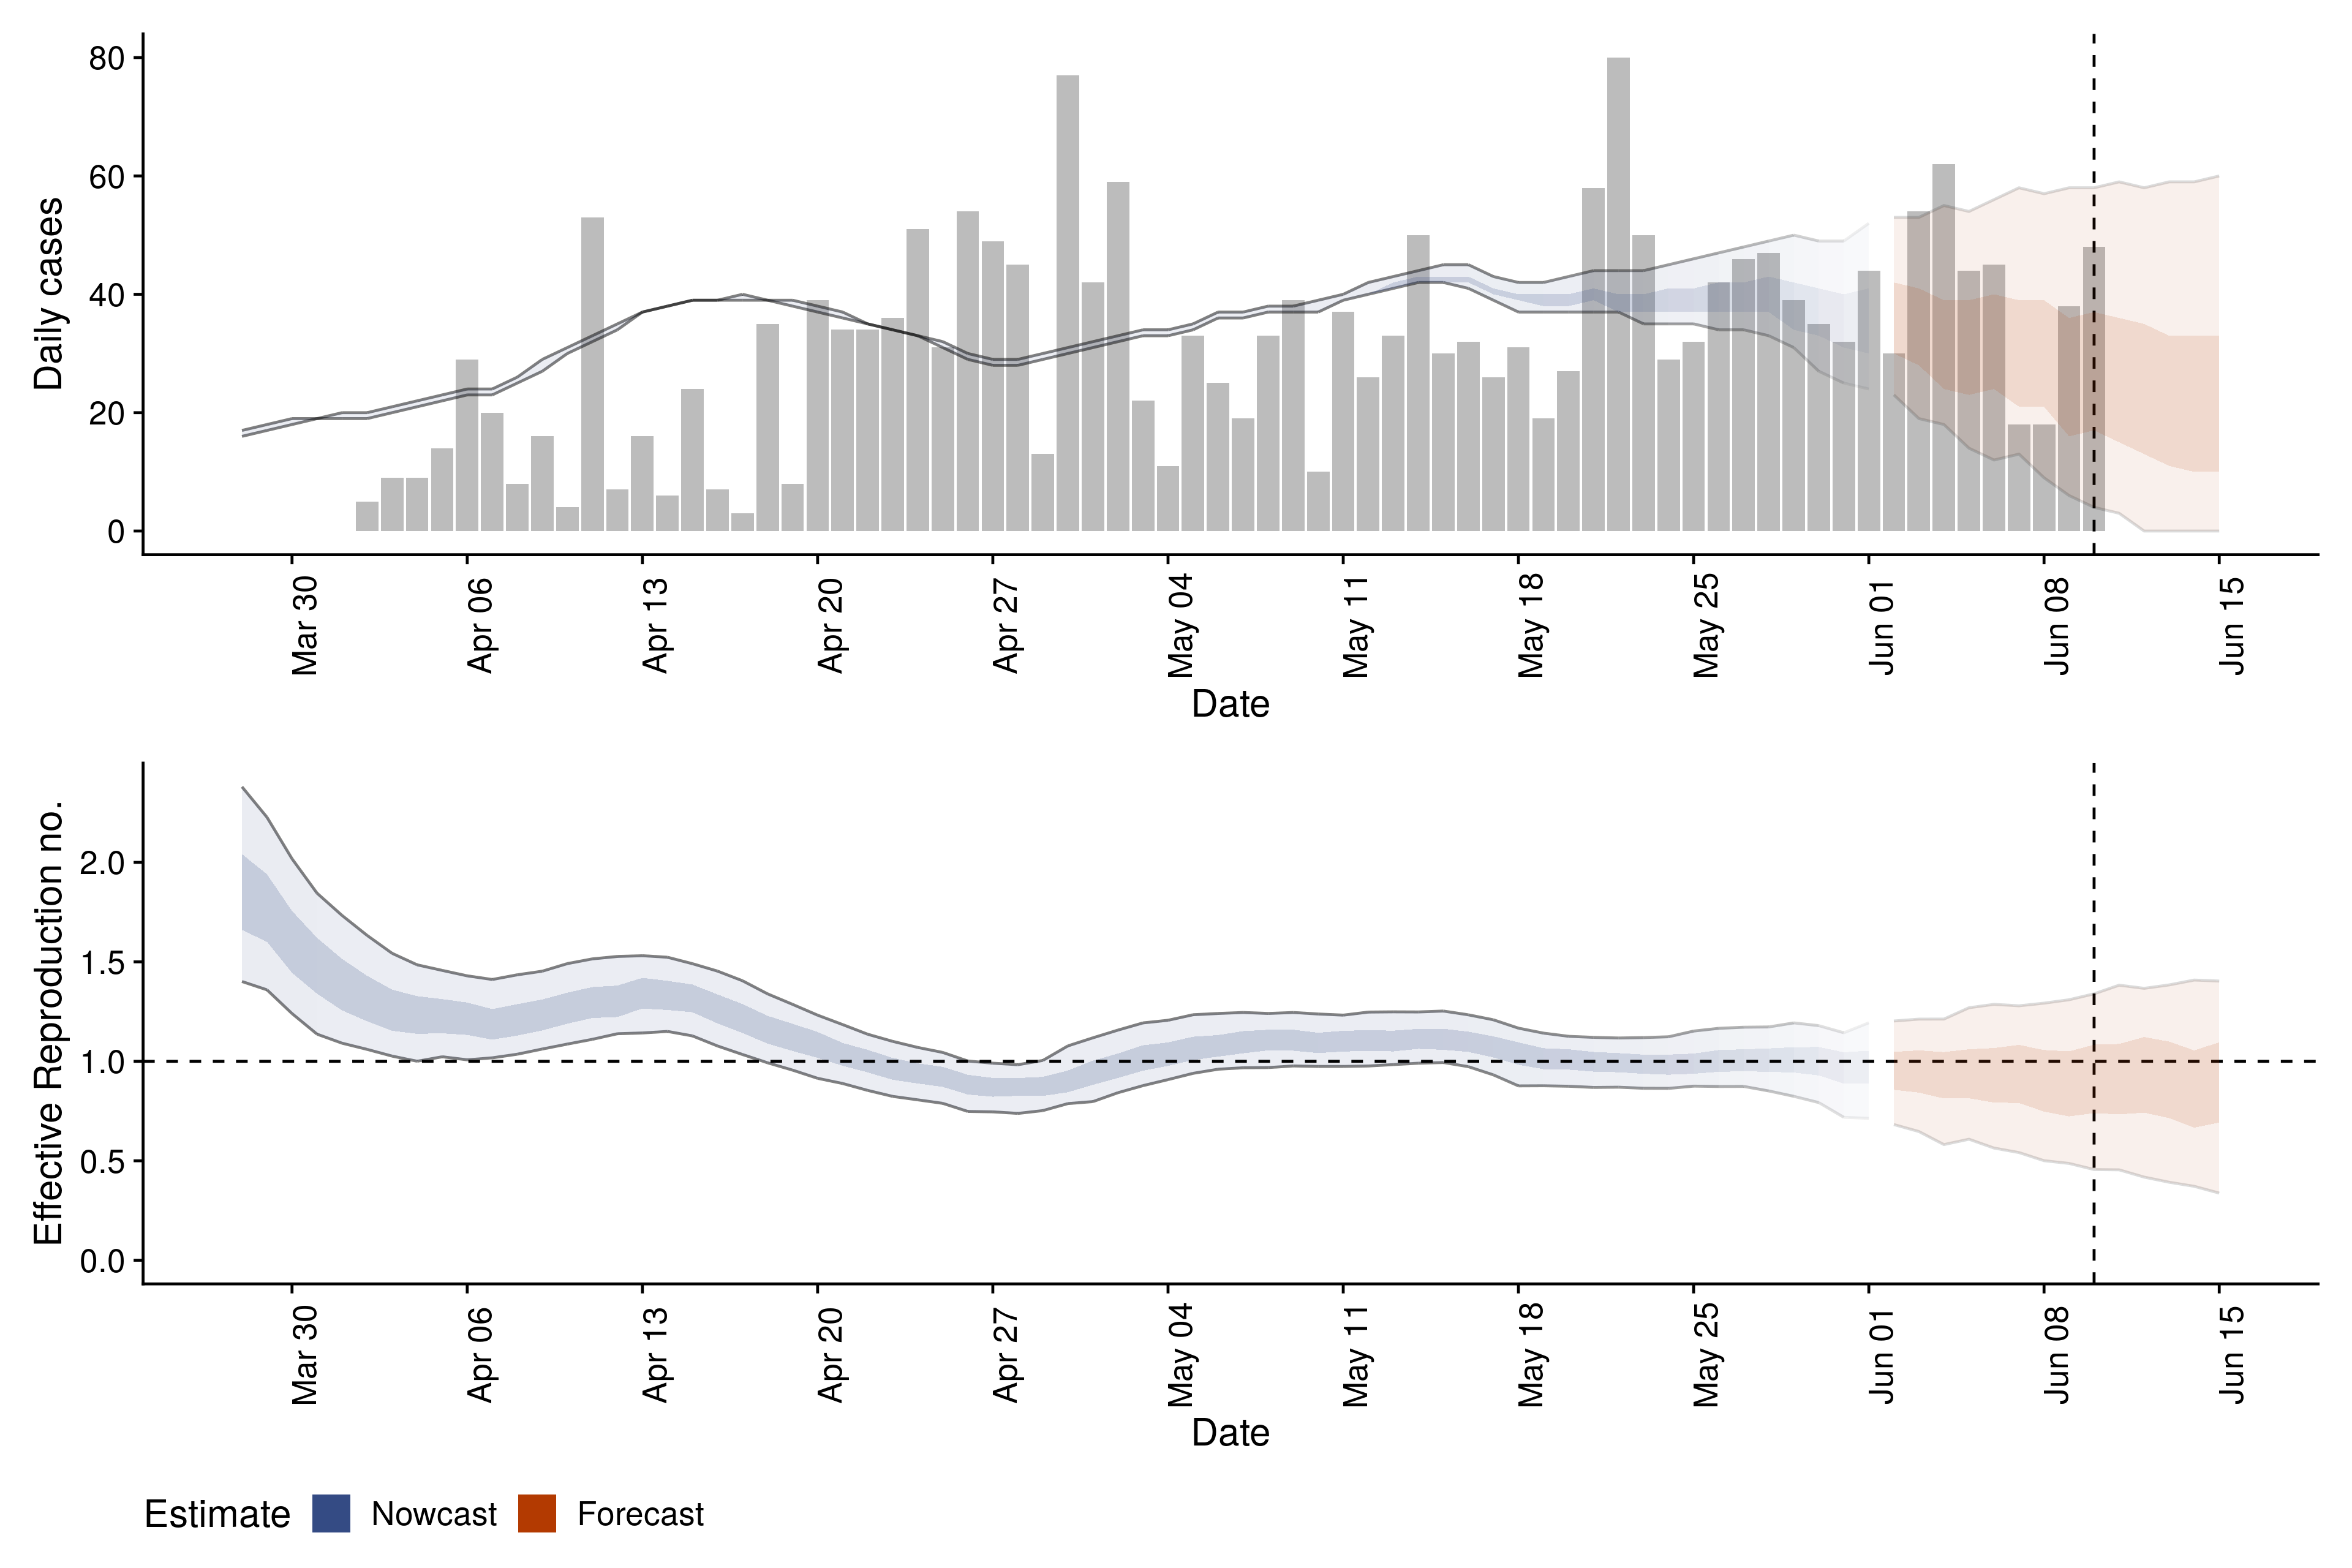 Daily cases
80
60
40
20
0
Mar 30
Apr 06
Apr 13
Apr 20
Apr 27
May 04
May 11
May 18
May 25
Jun 01
Jun 08
Jun 15
Date
Effective Reproduction no.
2.0
1.5
1.0
0.5
0.0
Mar 30
Apr 06
Apr 13
Apr 20
Apr 27
May 04
May 11
May 18
May 25
Jun 01
Jun 08
Jun 15
Date
Estimate Nowcast Forecast